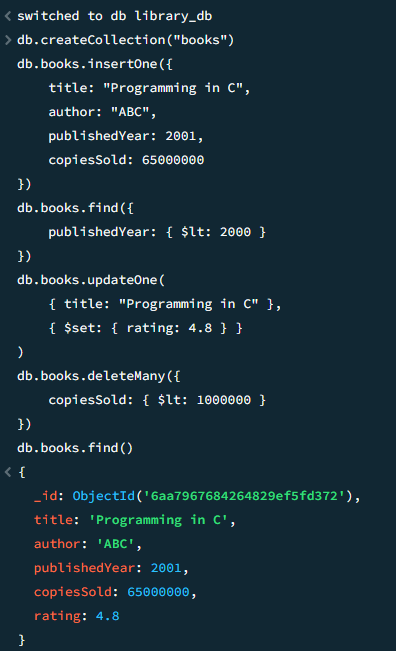 switched to db library_db
db.createCollection("books")
db.books.insertOne({
    title: "Programming in C",
    author: "ABC",
    publishedYear: 2001,
    copiesSold: 65000000
})
db.books.find({
    publishedYear: { $lt: 2000 }
})
db.books.updateOne(
    { title: "Programming in C" },
    { $set: { rating: 4.8 } }
)
db.books.deleteMany({
    copiesSold: { $lt: 1000000 }
})
db.books.find()
{
  _id: ObjectId('6aa7967684264829ef5fd372'),
  title: 'Programming in C',
  author: 'ABC',
  publishedYear: 2001,
  copiesSold: 65000000,
  rating: 4.8
}